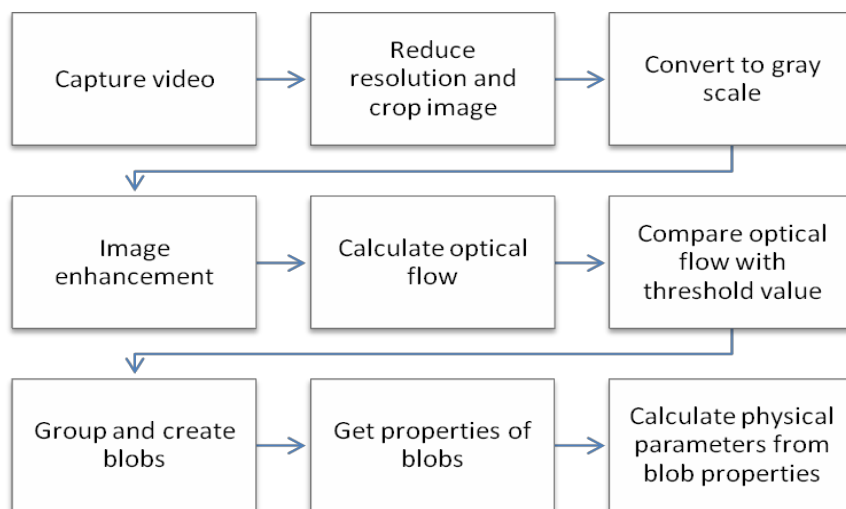 Capture video
Reduce
resolution and
crop image
Convert to gray
scale
Image
enhancement
Calculate optical
flow
Compare optical
flow with
threshold value
Group and create
blobs
Get properties of
blobs
Calculate physical
parameters from
blob properties